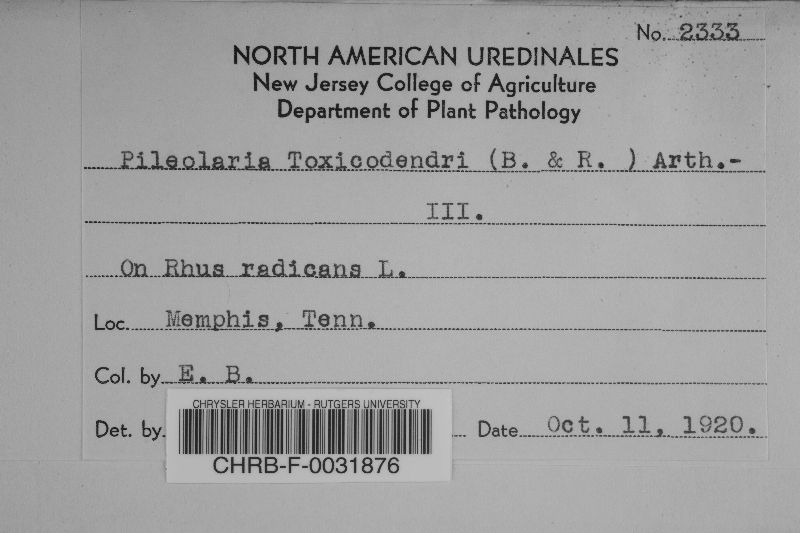 No. 2333
NORTH AMERICAN UREDINALES
New Jersey College of Agriculture
Department of Plant Pathology
Pileolaria Toxicodendri (B. & R. ) Arth.-
III.
On Rhus radicans L.
Loc. Memphis, Tenn.
Col. by E. B.
Det. by Date Oct. 11, 1920.
CHRYSLER HERBARIUM - RUTGERS UNIVERSITY
CHRB-F-0031876